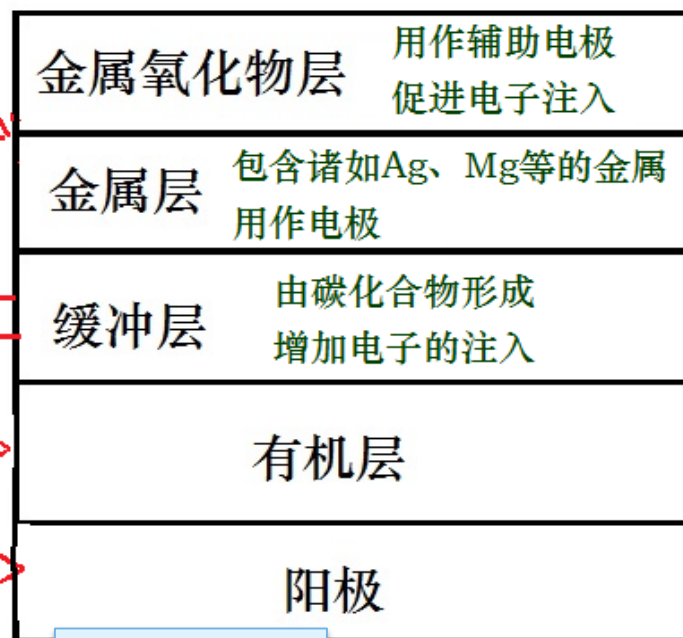 金属氧化物层
用作辅助电极
促进电子注入
金属层
包含诸如Ag、Mg等的金属
用作电极
缓冲层
由碳化合物形成
增加电子的注入
有机层
阳极